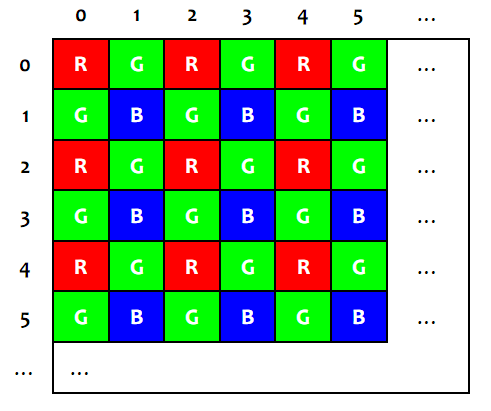 0 1 2 3 4 5 ...
0 R G R G R G ...
1 G B G B G B ...
2 R G R G R G ...
3 G B G B G B ...
4 R G R G R G ...
5 G B G B G B ...
... ...